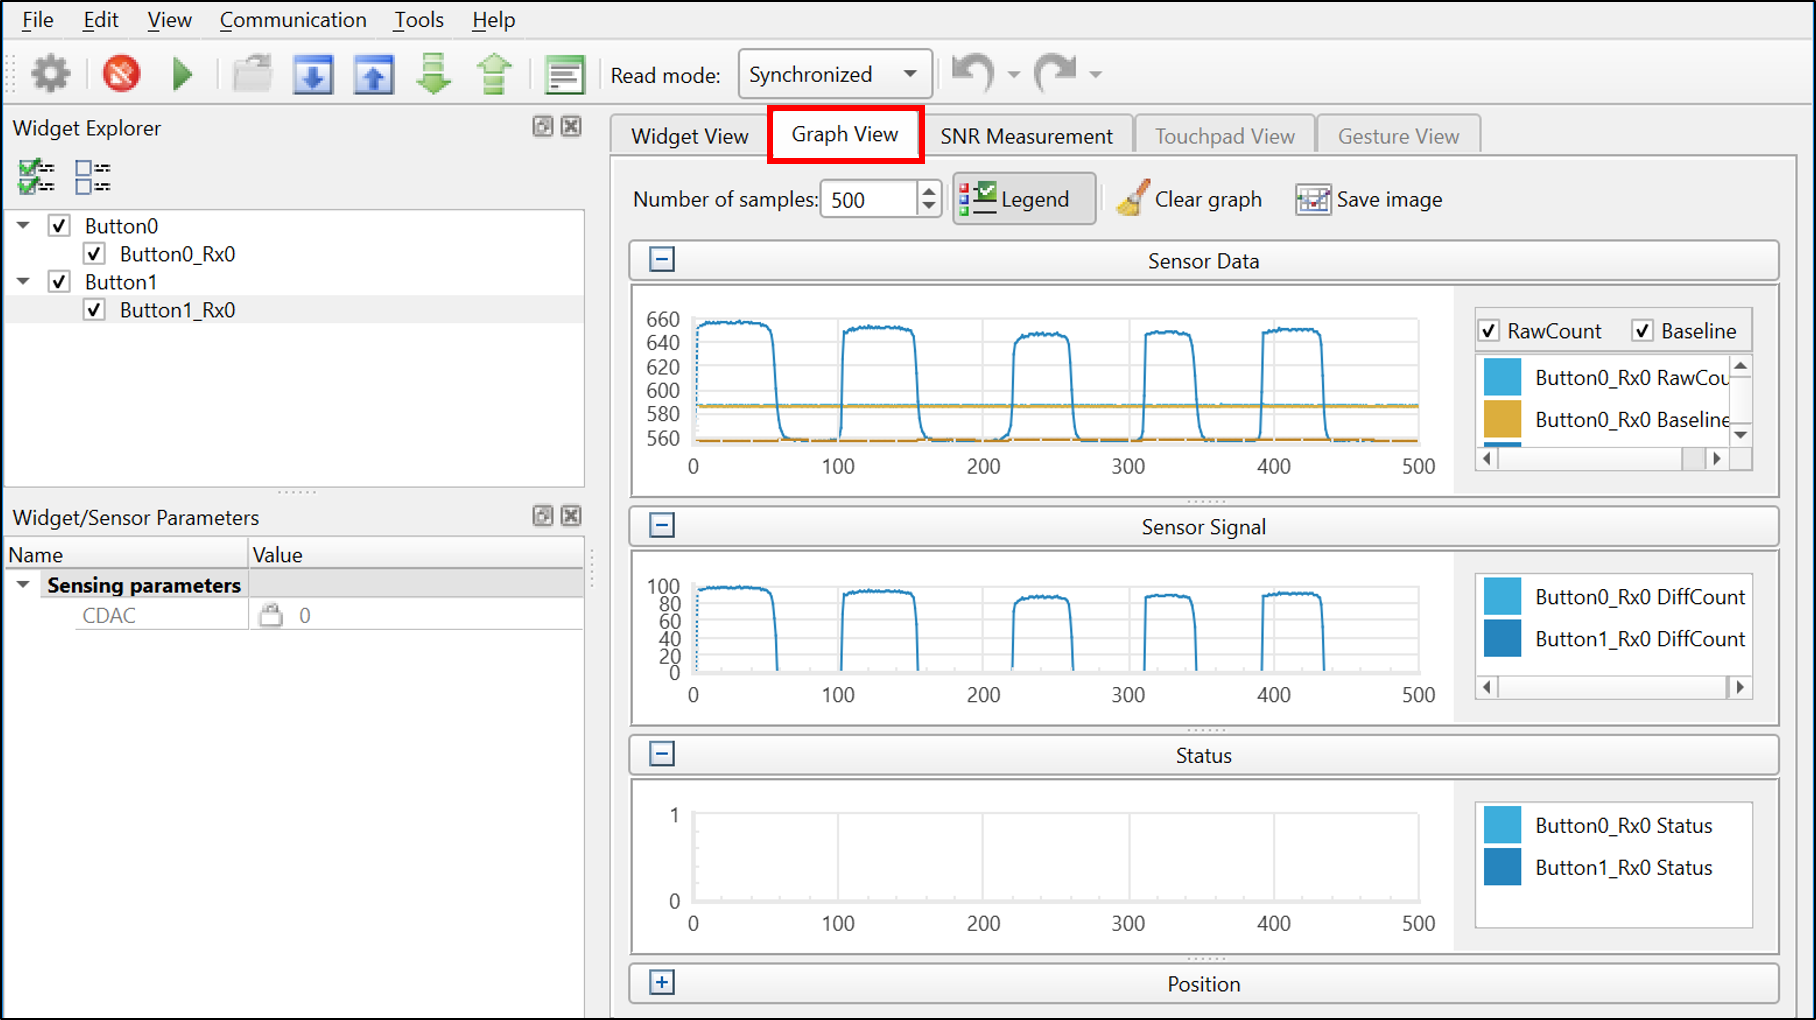 File Edit View Communication Tools Help
Read mode: Synchronized
Widget Explorer
Button0
Button0_Rx0
Button1
Button1_Rx0
Widget/Sensor Parameters
Name Value
Sensing parameters
CDAC 0
Widget View Graph View SNR Measurement Touchpad View Gesture View
Number of samples: 500 Legend Clear graph Save image
Sensor Data
660
640
620
600
580
560
0 100 200 300 400 500
RawCount Baseline
Button0_Rx0 RawCou
Button0_Rx0 Baseline
Sensor Signal
100
80
60
40
20
0
0 100 200 300 400 500
Button0_Rx0 DiffCount
Button1_Rx0 DiffCount
Status
1
0
0 100 200 300 400 500
Button0_Rx0 Status
Button1_Rx0 Status
Position